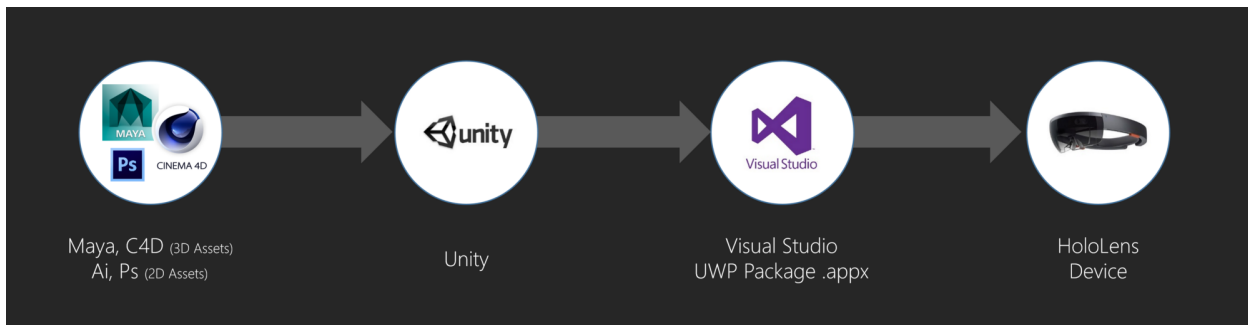 MAYA
Ps
CINEMA 4D
unity
Visual Studio
Maya, C4D (3D Assets)
Ai, Ps (2D Assets)
Unity
Visual Studio
UWP Package .appx
HoloLens
Device